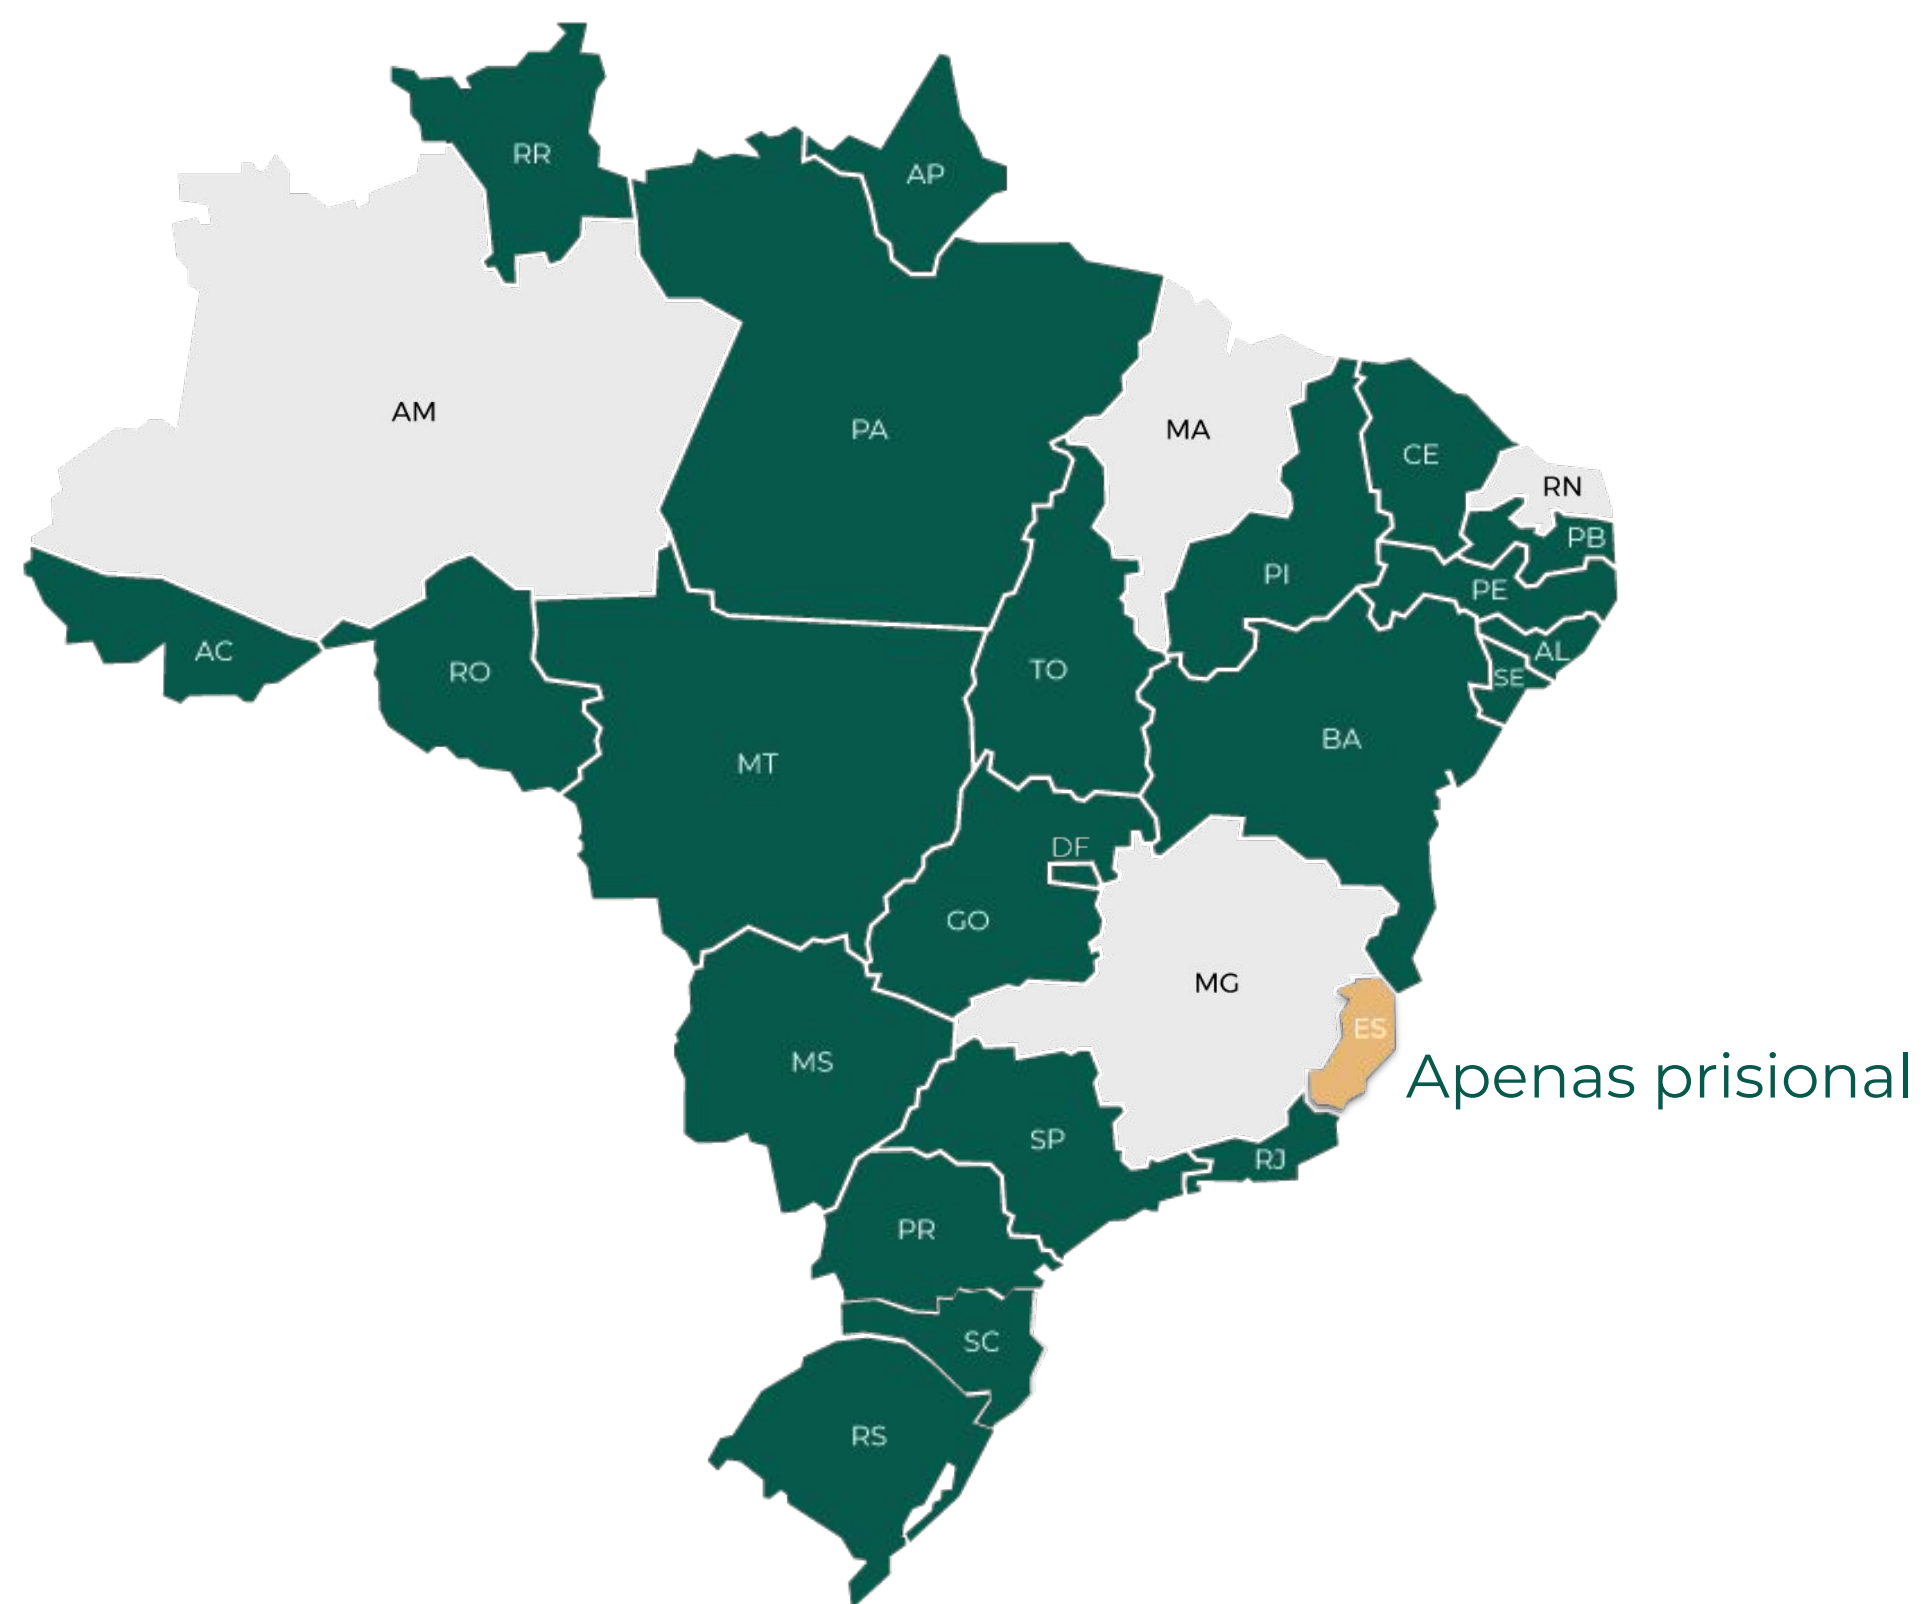 RR
AP
AM
PA
MA
CE
RN
PB
PI
PE
AC
RO
TO
AL
SE
BA
MT
DF
GO
MG
ES
MS
Apenas prisional
SP
RJ
PR
SC
RS